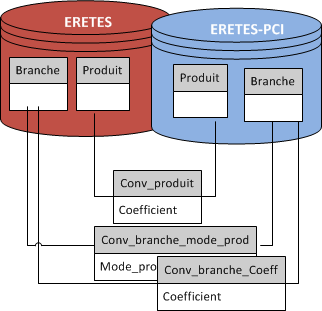 ERETES
ERETES-PCI
Branche
Produit
Produit
Branche
Conv_produit
Coefficient
Conv_branche_mode_prod
Mode_pro
Conv_branche_Coeff
Coefficient